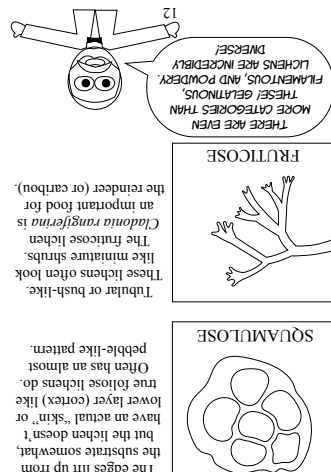 The edges lift up from
the substrate somewhat,
but the lichen doesn't
have an actual "skin" or
lower layer (cortex) like
true foliose lichens do.
Often has an almost
pebble-like pattern.
SQUAMULOSE
Tubular or bush-like.
These lichens often look
like miniature shrubs.
The fruticose lichen
Cladonia rangiferina is
an important food for
the reindeer (or caribou).
FRUTICOSE
THERE ARE EVEN
MORE CATEGORIES THAN
THESE! GELATINOUS,
FILAMENTOUS, AND POWDERY.
LICHENS ARE INCREDIBLY
DIVERSE!
12